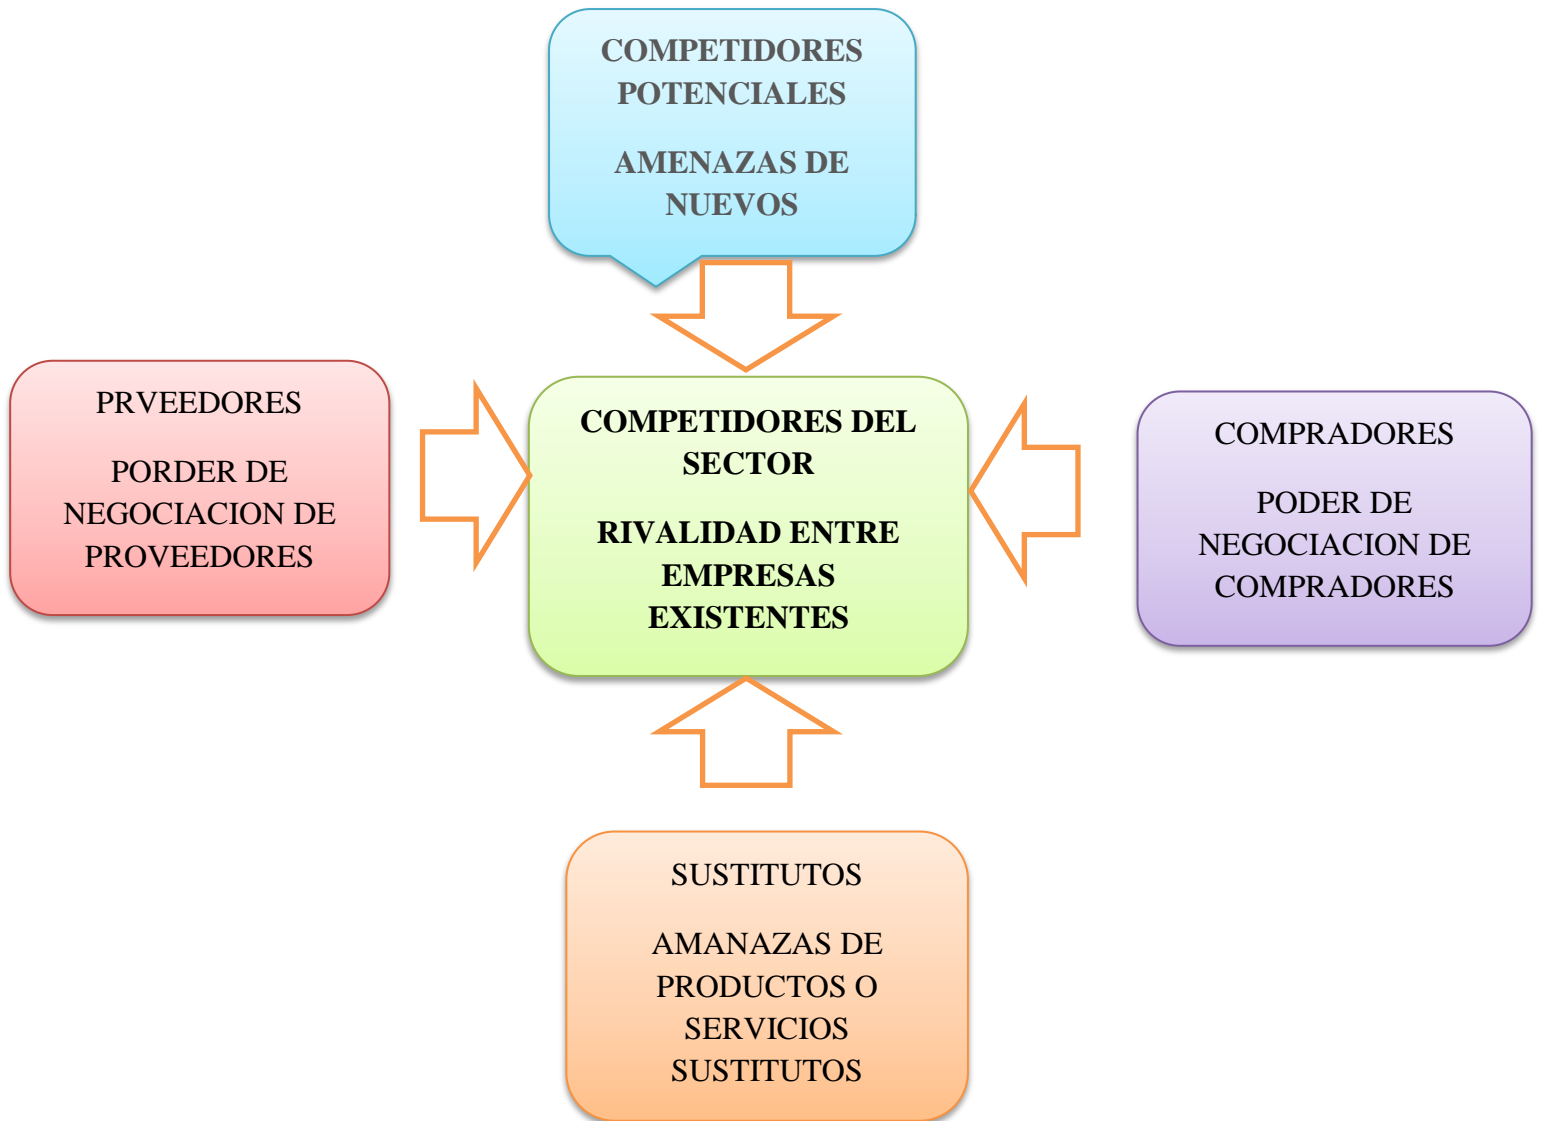 COMPETIDORES
POTENCIALES
AMENAZAS DE
NUEVOS
PRVEEDORES
PORDER DE
NEGOCIACION DE
PROVEEDORES
COMPETIDORES DEL
SECTOR
RIVALIDAD ENTRE
EMPRESAS
EXISTENTES
COMPRADORES
PODER DE
NEGOCIACION DE
COMPRADORES
SUSTITUTOS
AMANAZAS DE
PRODUCTOS O
SERVICIOS
SUSTITUTOS